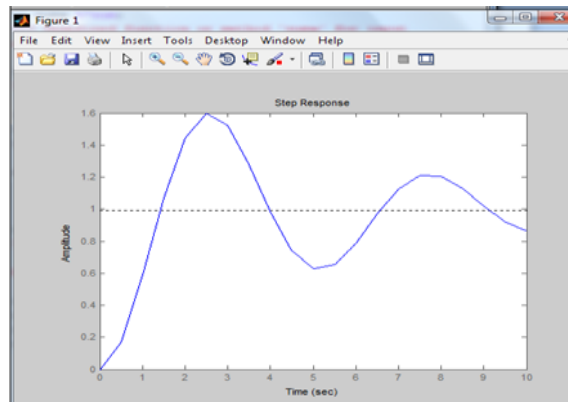 Figure 1
File Edit View Insert Tools Desktop Window Help
Step Response
1.6
1.4
1.2
1
0.8
0.6
0.4
0.2
0
Amplitude
0 1 2 3 4 5 6 7 8 9 10
Time (sec)